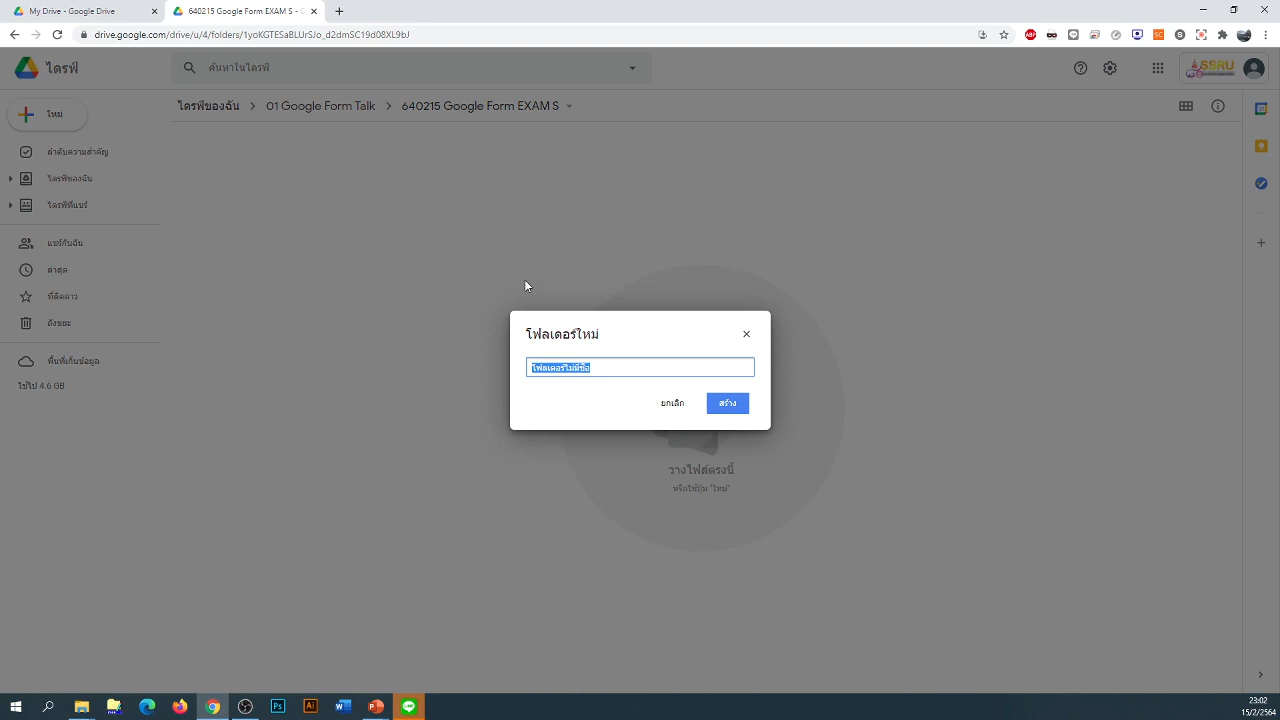 My Drive - Google Drive
640215 Google Form EXAM S - G
drive.google.com/drive/u/4/folders/1yoKGTESaBLUrSJo_d2dmSC19d08XL9bJ
ไดรฟ์
ค้นหาในไดรฟ์
SSRU
ใหม่
ไดรฟ์ของฉัน > 01 Google Form Talk > 640215 Google Form EXAM S
ลำดับความสำคัญ
ไดรฟ์ของฉัน
ไดรฟ์ที่แชร์
แชร์กับฉัน
ล่าสุด
ที่ติดดาว
ถังขยะ
พื้นที่เก็บข้อมูล
ใช้ไป 4.6 GB
โฟลเดอร์ใหม่
โฟลเดอร์ไม่มีชื่อ
ยกเลิก
สร้าง
วางไฟล์ตรงนี้
หรือใช้ปุ่ม "ใหม่"
23:02
15/2/2564